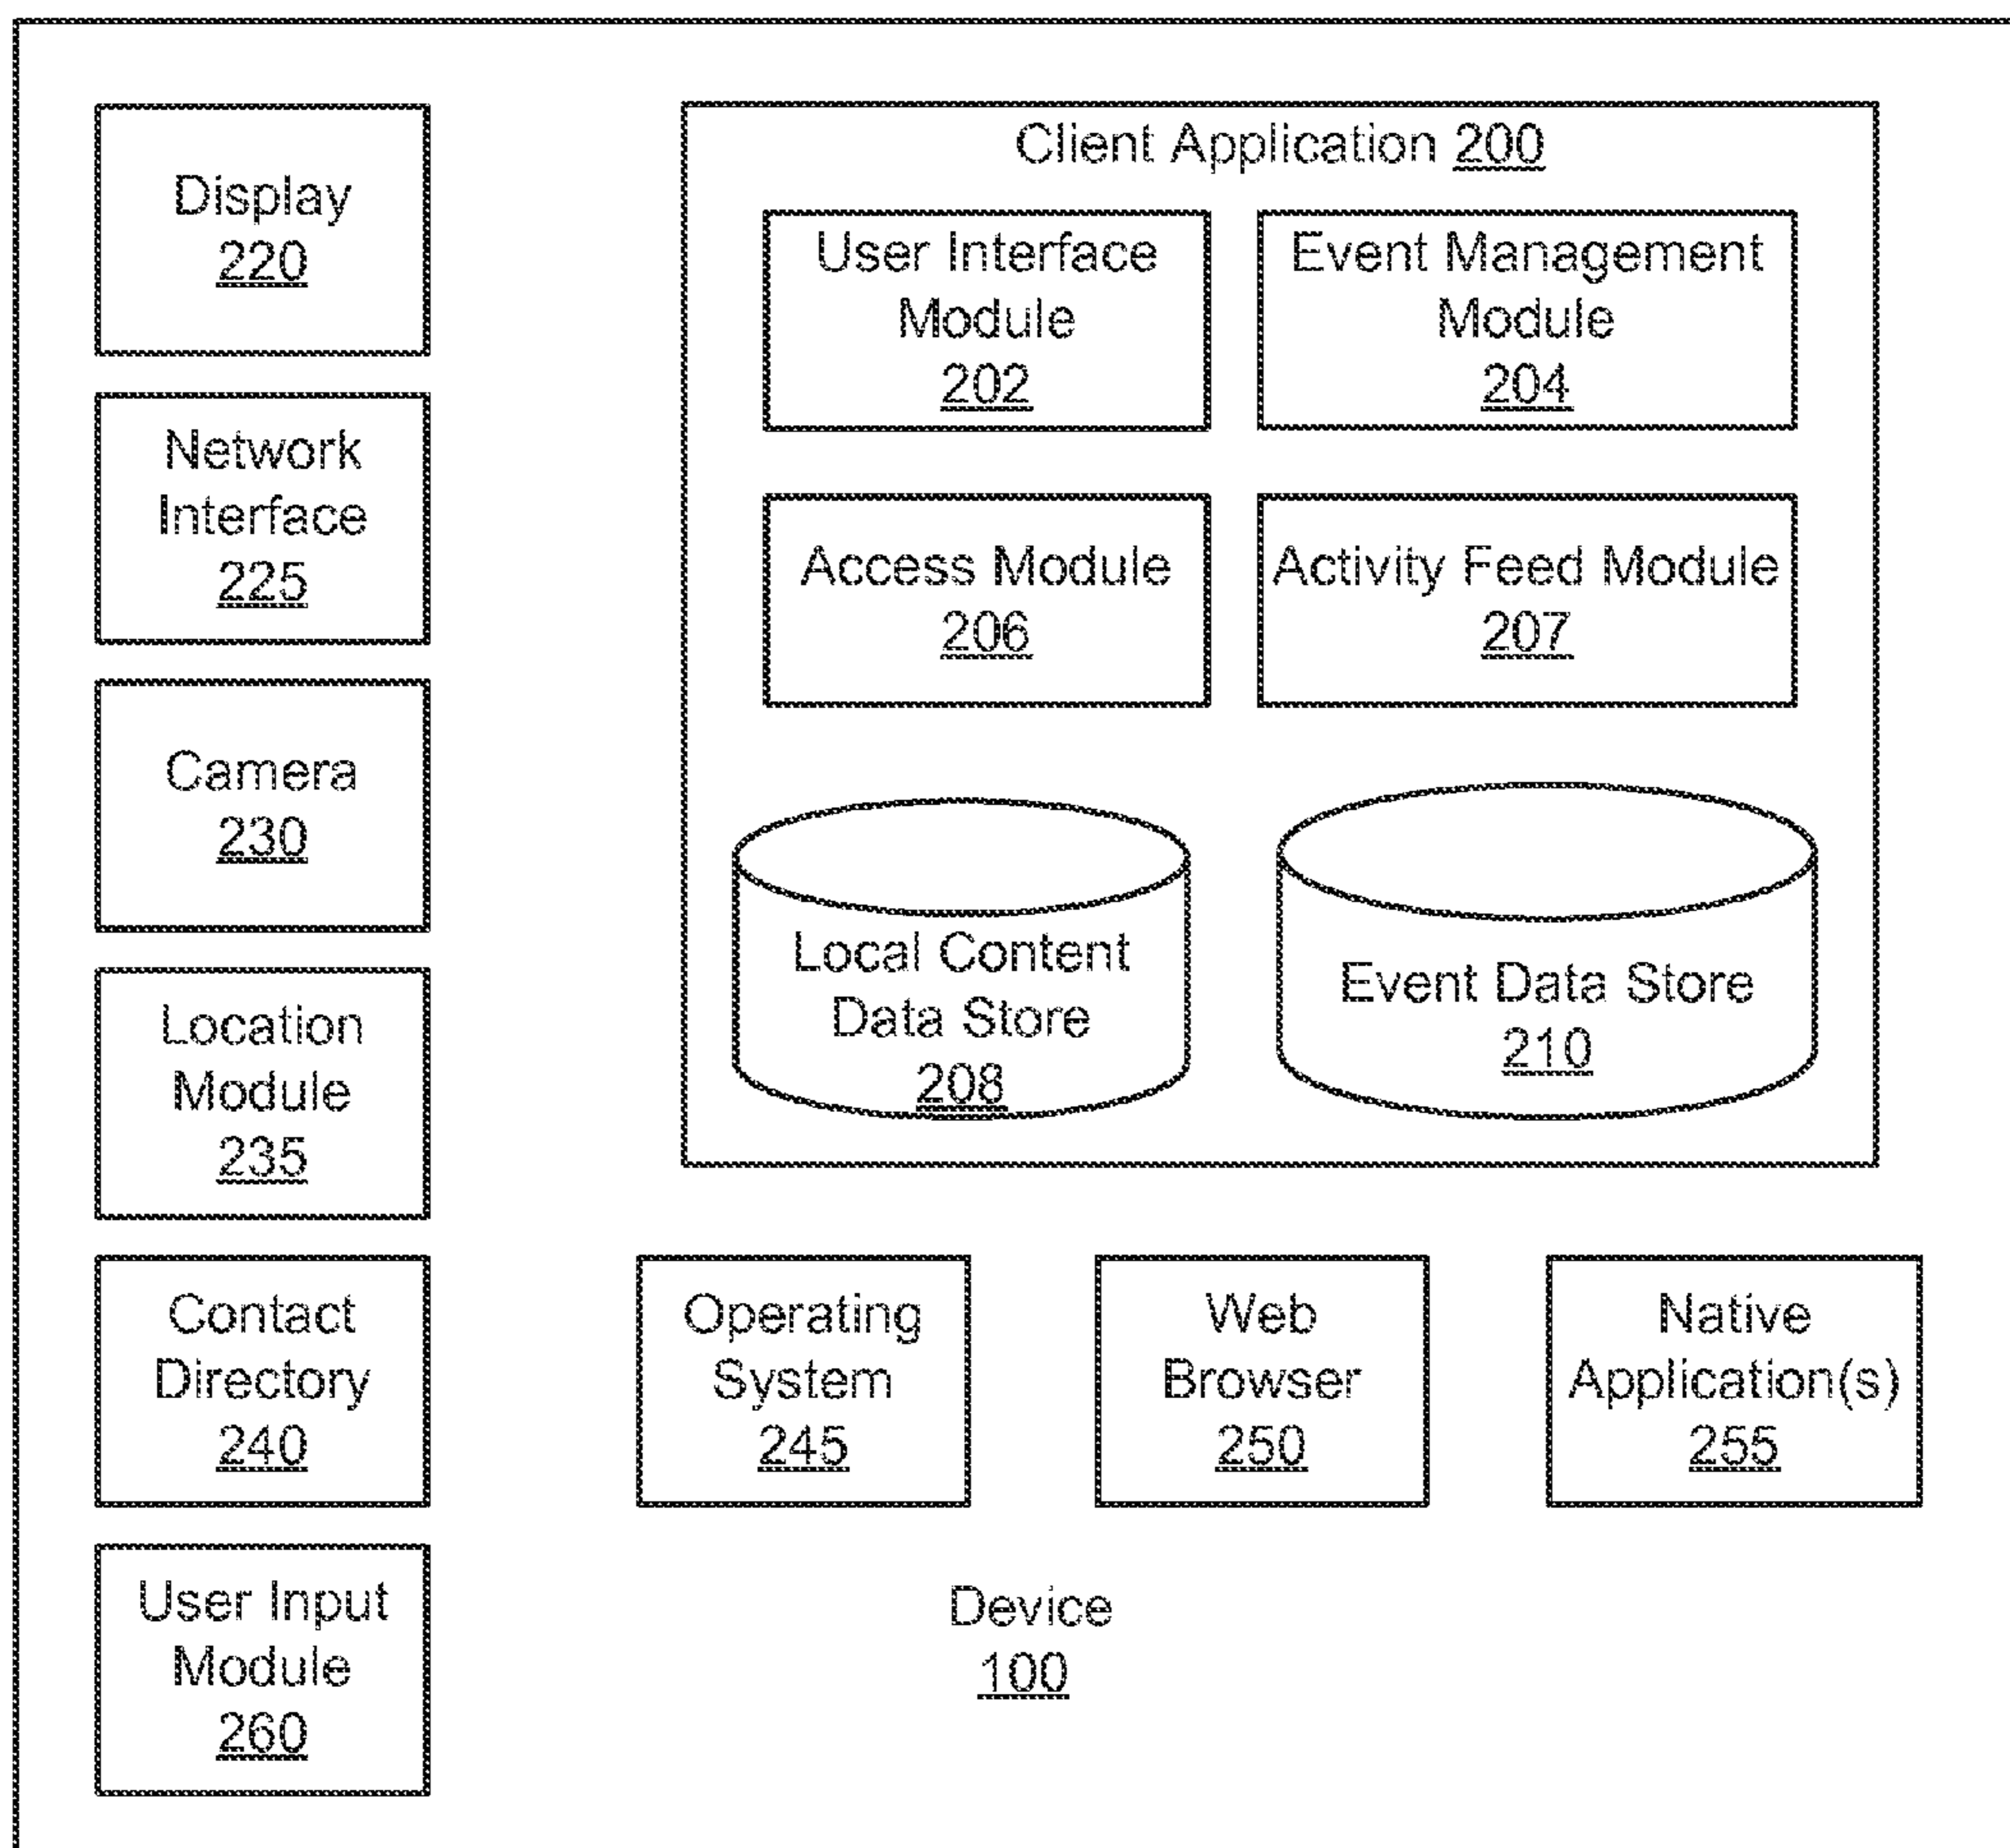 Display
220
Network
Interface
225
Camera
230
Location
Module
235
Contact
Directory
240
User Input
Module
260
Client Application 200
User Interface
Module
202
Event Management
Module
204
Access Module
206
Activity Feed Module
207
Local Content
Data Store
208
Event Data Store
210
Operating
System
245
Web
Browser
250
Native
Application(s)
255
Device
100